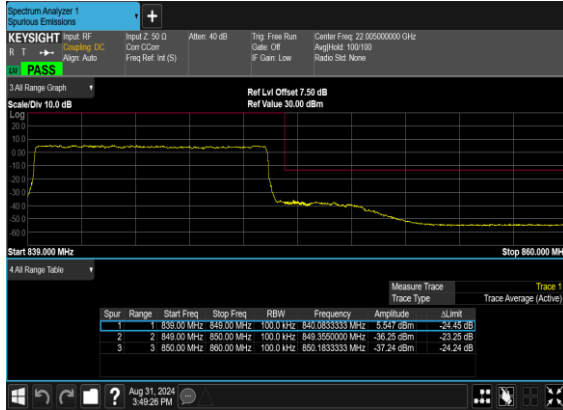 Spectrum Analyzer 1
Spurious Emissions
+
KEYSIGHT Input: RF Input Z: 50 Ω Atten: 40 dB Trig: Free Run Center Freq: 22.005000000 GHz
R T Coupling: DC Corr CCorr Gate: Off Avg|Hold: 100/100
Align: Auto Freq Ref: Int (S) IF Gain: Low Radio Std: None
PASS
3 All Range Graph Ref Lvl Offset 7.50 dB
Scale/Div 10.0 dB Ref Value 30.00 dBm
Log
20.0
10.0
0.00
-10.0
-20.0
-30.0
-40.0
-50.0
-60.0
Start 839.000 MHz Stop 860.000 MH
4 All Range Table
Measure Trace Trace 1
Trace Type Trace Average (Active)
Spur Range Start Freq Stop Freq RBW Frequency Amplitude ΔLimit
1 1 839.00 MHz 849.00 MHz 100.0 kHz 840.0833333 MHz 5.547 dBm -24.45 dB
2 2 849.00 MHz 850.00 MHz 100.0 kHz 849.3550000 MHz -36.25 dBm -23.25 dB
3 3 850.00 MHz 860.00 MHz 100.0 kHz 850.1833333 MHz -37.24 dBm -24.24 dB
? Aug 31, 2024
3:49:26 PM